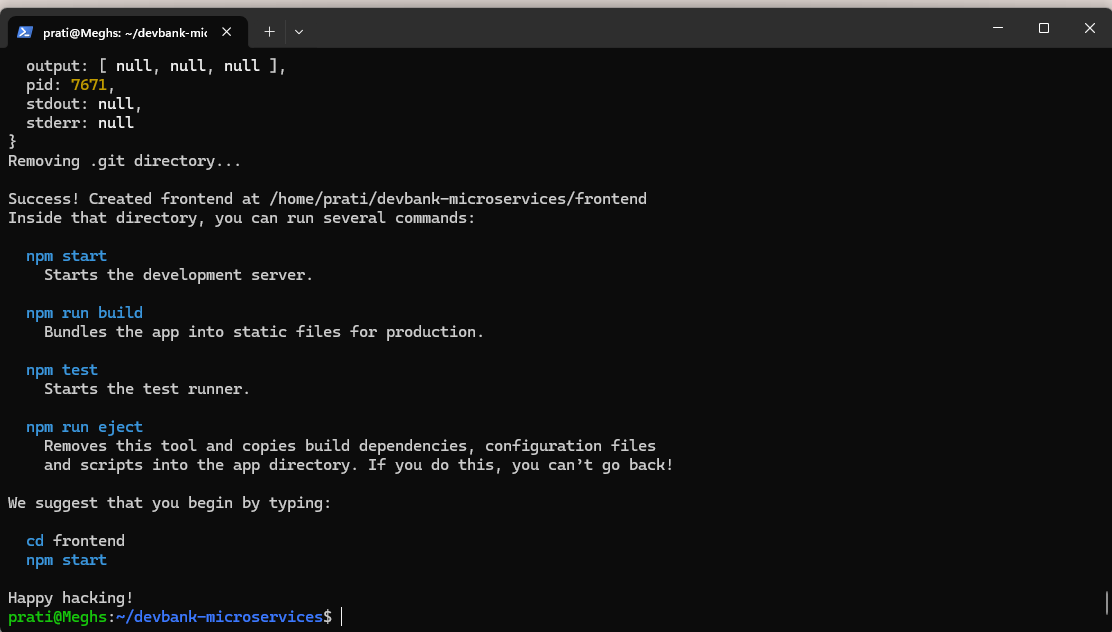 prati@Meghs: ~/devbank-mic
output: [ null, null, null ],
pid: 7671,
stdout: null,
stderr: null
}
Removing .git directory...
Success! Created frontend at /home/prati/devbank-microservices/frontend
Inside that directory, you can run several commands:
npm start
Starts the development server.
npm run build
Bundles the app into static files for production.
npm test
Starts the test runner.
npm run eject
Removes this tool and copies build dependencies, configuration files
and scripts into the app directory. If you do this, you can’t go back!
We suggest that you begin by typing:
cd frontend
npm start
Happy hacking!
prati@Meghs:~/devbank-microservices$